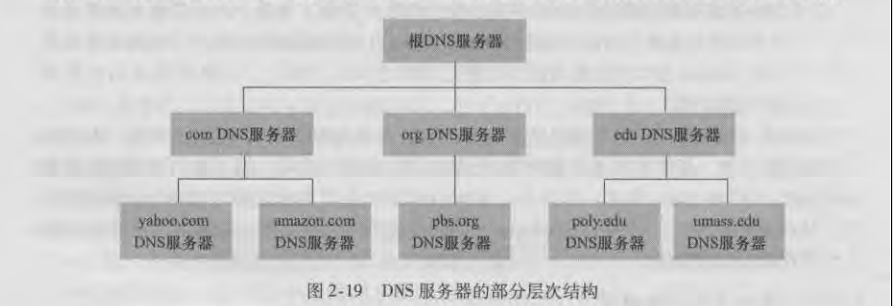 根DNS服务器
com DNS服务器
org DNS服务器
edu DNS服务器
yahoo.com
DNS服务器
amazon.com
DNS服务器
pbs.org
DNS服务器
poly.edu
DNS服务器
umass.edu
DNS服务器
图 2-19 DNS 服务器的部分层次结构